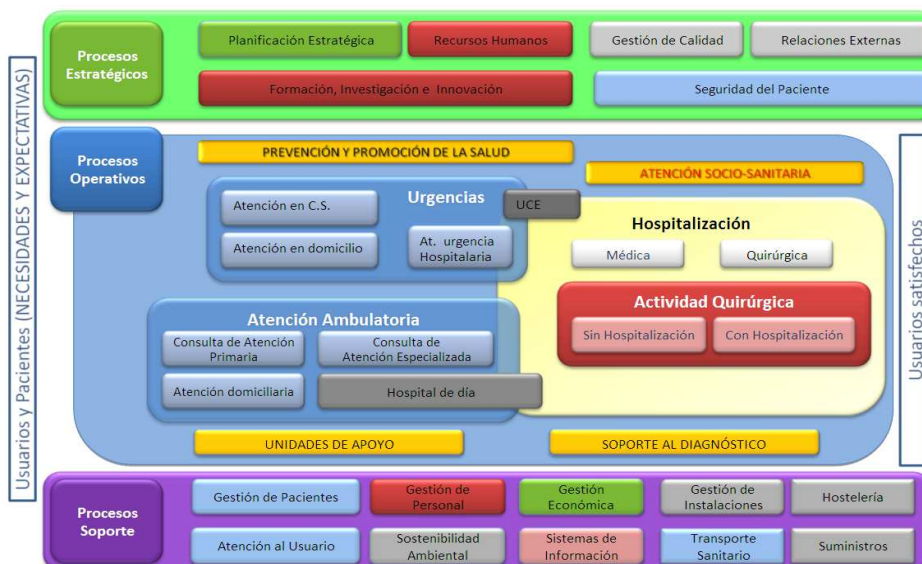 Usuarios y Pacientes (NECESIDADES Y EXPECTATIVAS)
Procesos
Estratégicos
Planificación Estratégica
Recursos Humanos
Gestión de Calidad
Relaciones Externas
Formación, Investigación e Innovación
Seguridad del Paciente
Procesos
Operativos
PREVENCIÓN Y PROMOCIÓN DE LA SALUD
ATENCIÓN SOCIO-SANITARIA
Urgencias
Atención en C.S.
Atención en domicilio
At. urgencia
Hospitalaria
UCE
Hospitalización
Médica
Quirúrgica
Actividad Quirúrgica
Sin Hospitalización
Con Hospitalización
Atención Ambulatoria
Consulta de Atención
Primaria
Consulta de
Atención Especializada
Atención domiciliaria
Hospital de día
UNIDADES DE APOYO
SOPORTE AL DIAGNÓSTICO
Usuarios satisfechos
Procesos
Soporte
Gestión de Pacientes
Gestión de
Personal
Gestión
Económica
Gestión de
Instalaciones
Hostelería
Atención al Usuario
Sostenibilidad
Ambiental
Sistemas de
Información
Transporte
Sanitario
Suministros